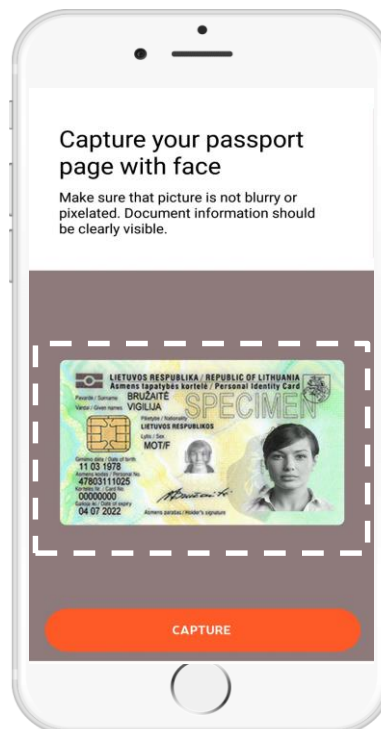 Capture your passport
page with face
Make sure that picture is not blurry or
pixelated. Document information should
be clearly visible.
LIETUVOS RESPUBLIKA / REPUBLIC OF LITHUANIA
Asmens tapatybės kortelė / Personal Identity Card
Pavardė / Surname BRUŽAITĖ
Vardai / Given names VIGILIJA
SPECIMEN
Pilietybė / Nationality
LIETUVOS RESPUBLIKOS
Lytis / Sex
MOT/F
Gimimo data / Date of birth
11 03 1978
Asmens kodas / Personal No.
47803111025
Kortelės Nr. / Card No.
00000000
Galioja iki / Date of expiry
04 07 2022
Asmens parašas / Holder's signature
CAPTURE